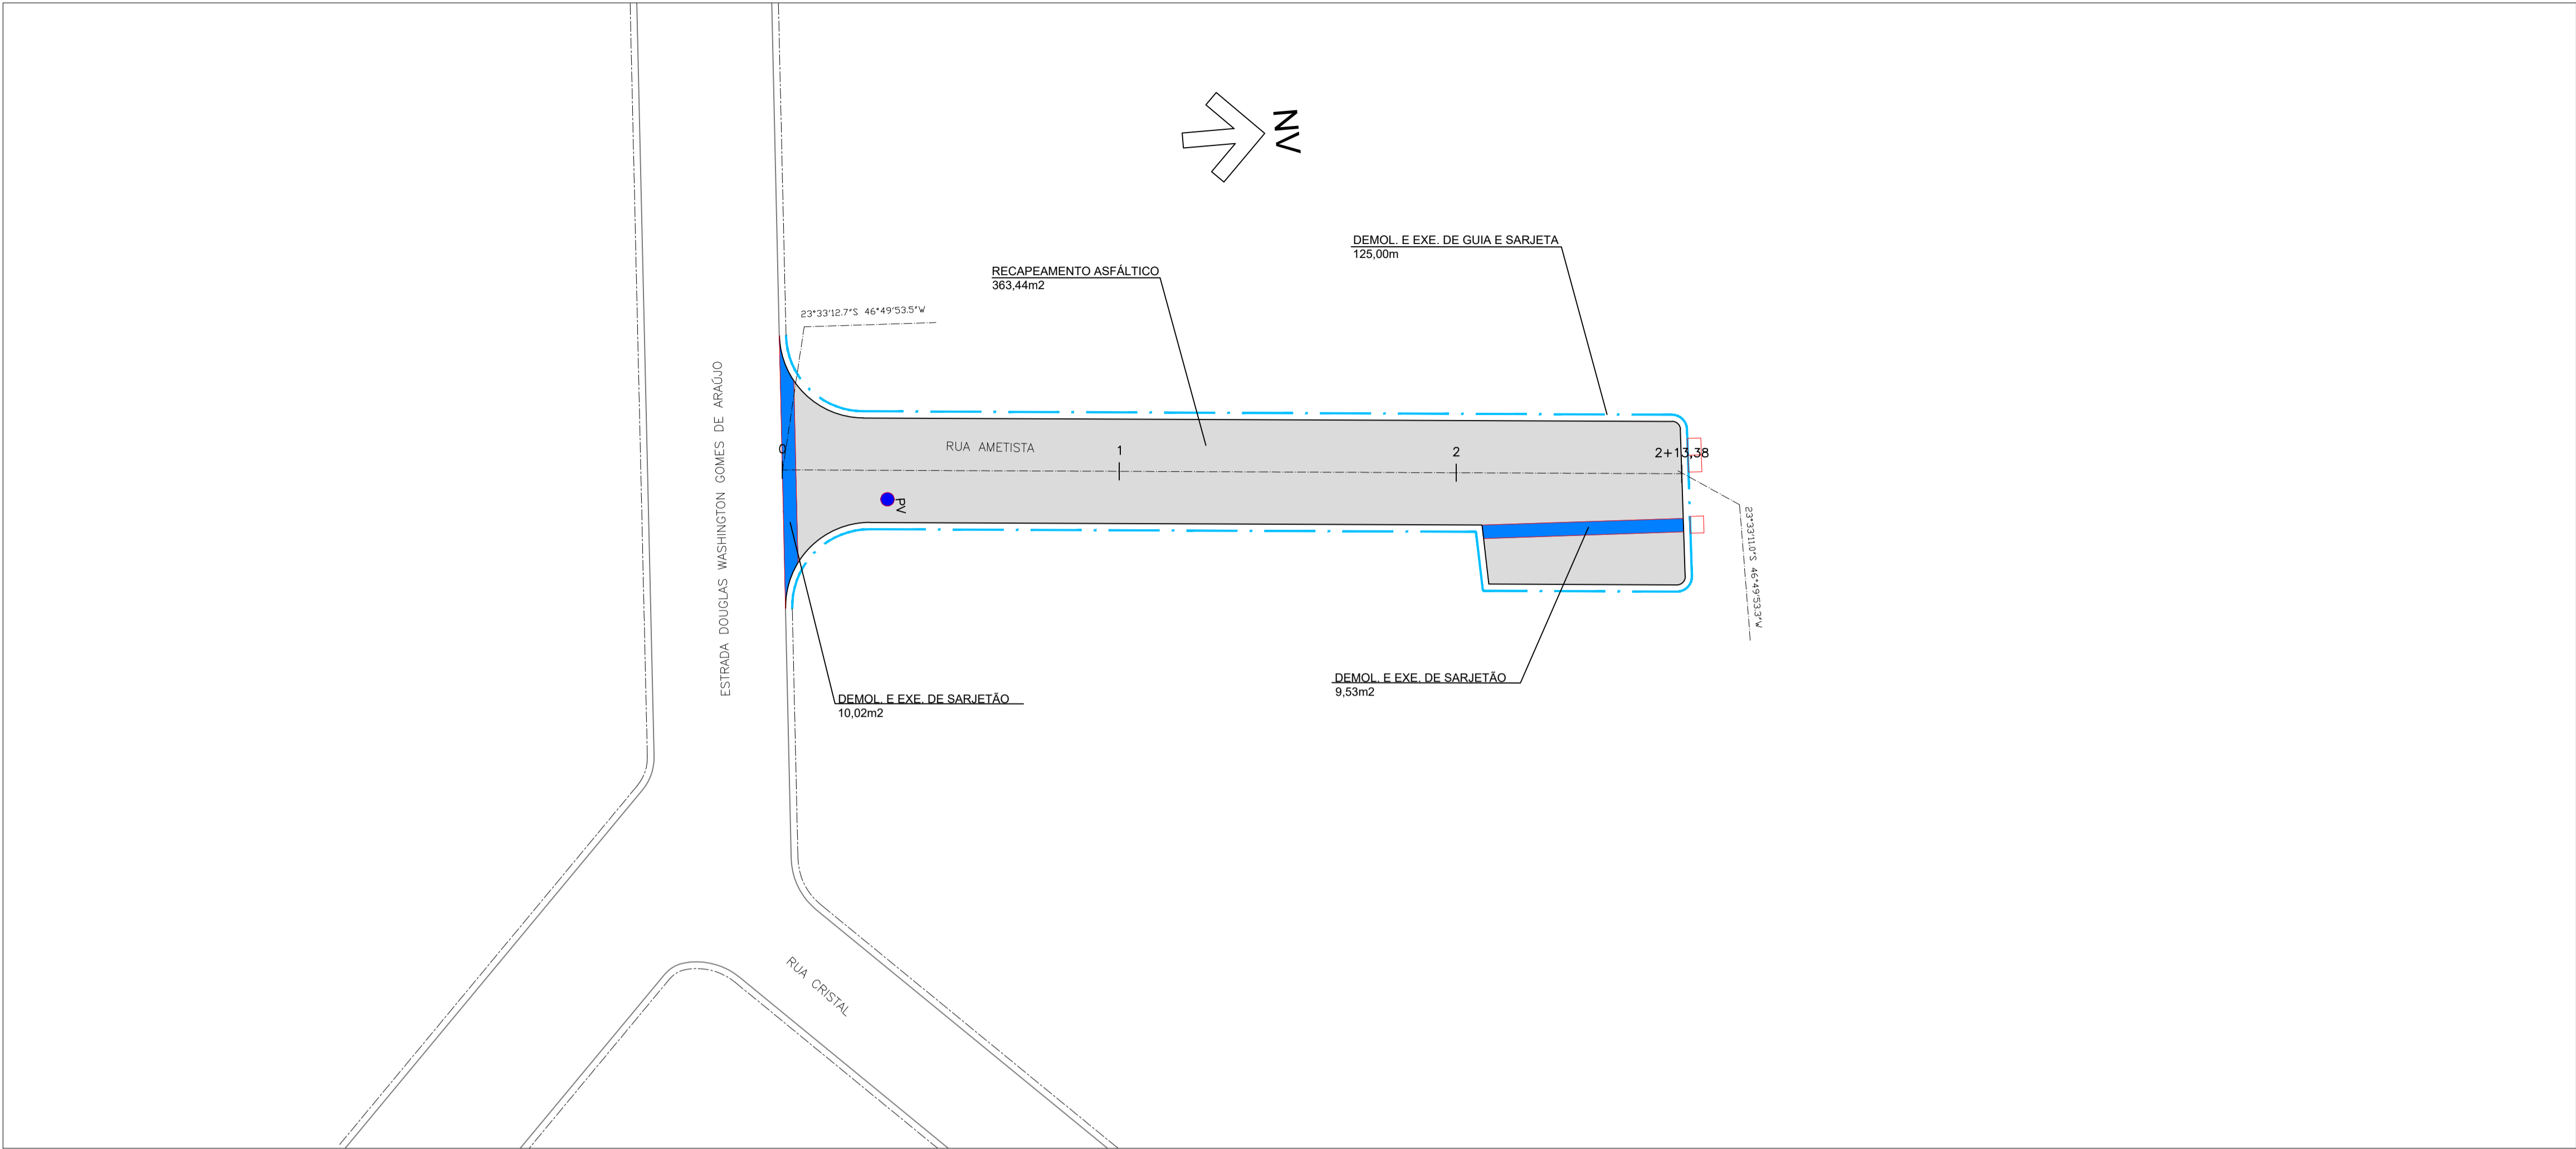 NV
DEMOL. E EXE. DE GUIA E SARJETA
125,00m
RECAPEAMENTO ASFÁLTICO
363,44m2
23°33'12.7"S 46°49'53.5"W
ESTRADA DOUGLAS WASHINGTON GOMES DE ARAÚJO
RUA AMETISTA
0
1
2
2+13,38
PV
23°33'11.0"S 46°49'53.3"W
DEMOL. E EXE. DE SARJETÃO
9,53m2
DEMOL. E EXE. DE SARJETÃO
10,02m2
RUA CRISTAL